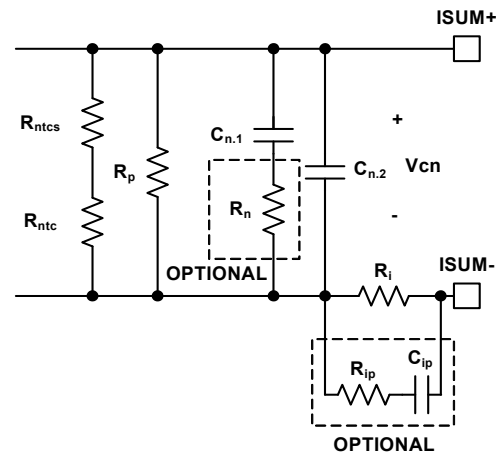 ISUM+
Rntcs
Cn.1
+
Rp
Cn.2
Vcn
Rntc
Rn
-
OPTIONAL
Ri
ISUM-
Rip
Cip
OPTIONAL